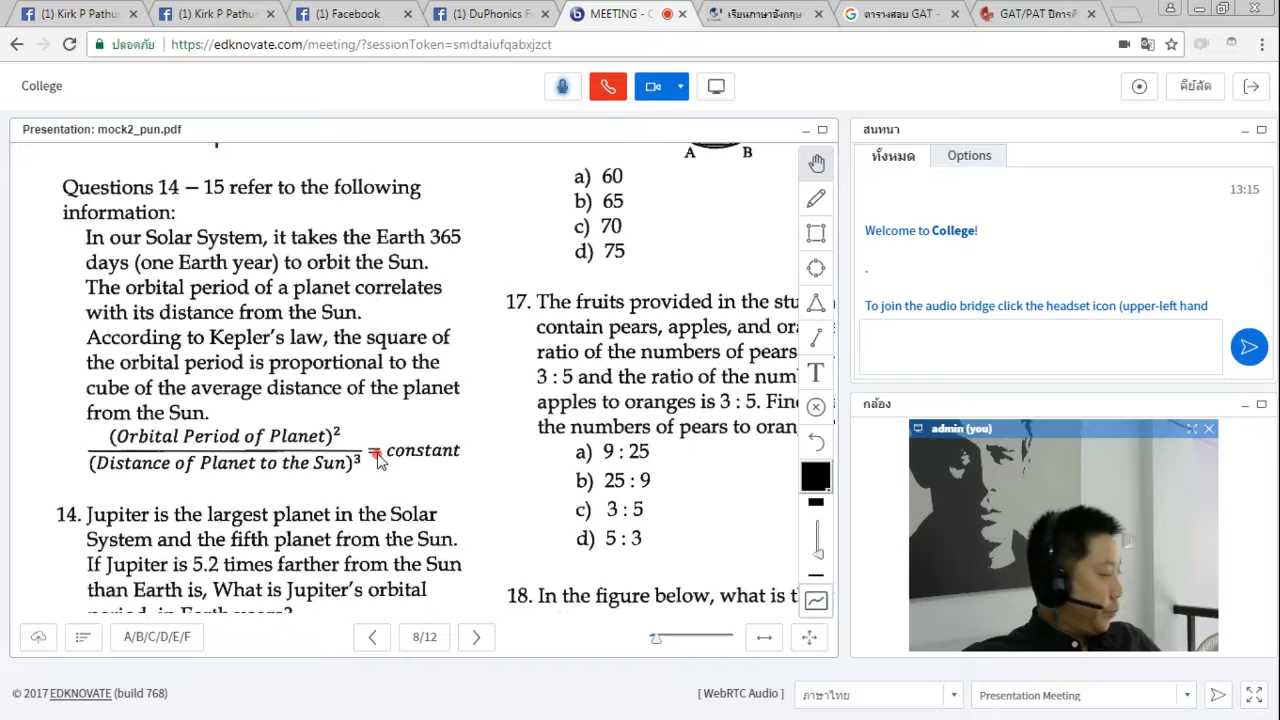 (1) Kirk P Pathur
(1) Kirk P Pathur
(1) Facebook
(1) DuPhonics F
MEETING - C
เรียนภาษาอังกฤษ
ตารางสอบ GAT -
GAT/PAT ปีการศึ
ปลอดภัย
https://edknovate.com/meeting/?sessionToken=smdtaiufqabxjzct
College
คีย์ลัด
Presentation: mock2_pun.pdf
Questions 14 – 15 refer to the following
information:
In our Solar System, it takes the Earth 365
days (one Earth year) to orbit the Sun.
The orbital period of a planet correlates
with its distance from the Sun.
According to Kepler's law, the square of
the orbital period is proportional to the
cube of the average distance of the planet
from the Sun.
(Orbital Period of Planet)²
(Distance of Planet to the Sun)³
= constant
14. Jupiter is the largest planet in the Solar
System and the fifth planet from the Sun.
If Jupiter is 5.2 times farther from the Sun
than Earth is, What is Jupiter's orbital
period, in Earth years?
A B
a) 60
b) 65
c) 70
d) 75
17. The fruits provided in the stu
contain pears, apples, and ora
ratio of the numbers of pears
3 : 5 and the ratio of the num
apples to oranges is 3 : 5. Fin
the numbers of pears to oran
a) 9 : 25
b) 25 : 9
c) 3 : 5
d) 5 : 3
18. In the figure below, what is t
T
A/B/C/D/E/F
8/12
สนทนา
ทั้งหมด
Options
13:15
Welcome to College!
.
To join the audio bridge click the headset icon (upper-left hand
กล้อง
admin (you)
© 2017 EDKNOVATE (build 768)
[ WebRTC Audio ]
ภาษาไทย
Presentation Meeting